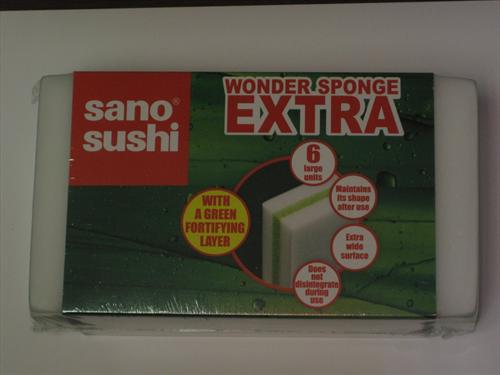 sano®
sushi
WONDER SPONGE
EXTRA
6
large
units
Maintains
its shape
after use
WITH
A GREEN
FORTIFYING
LAYER
Extra
wide
surface
Does
not
disintegrate
during
use